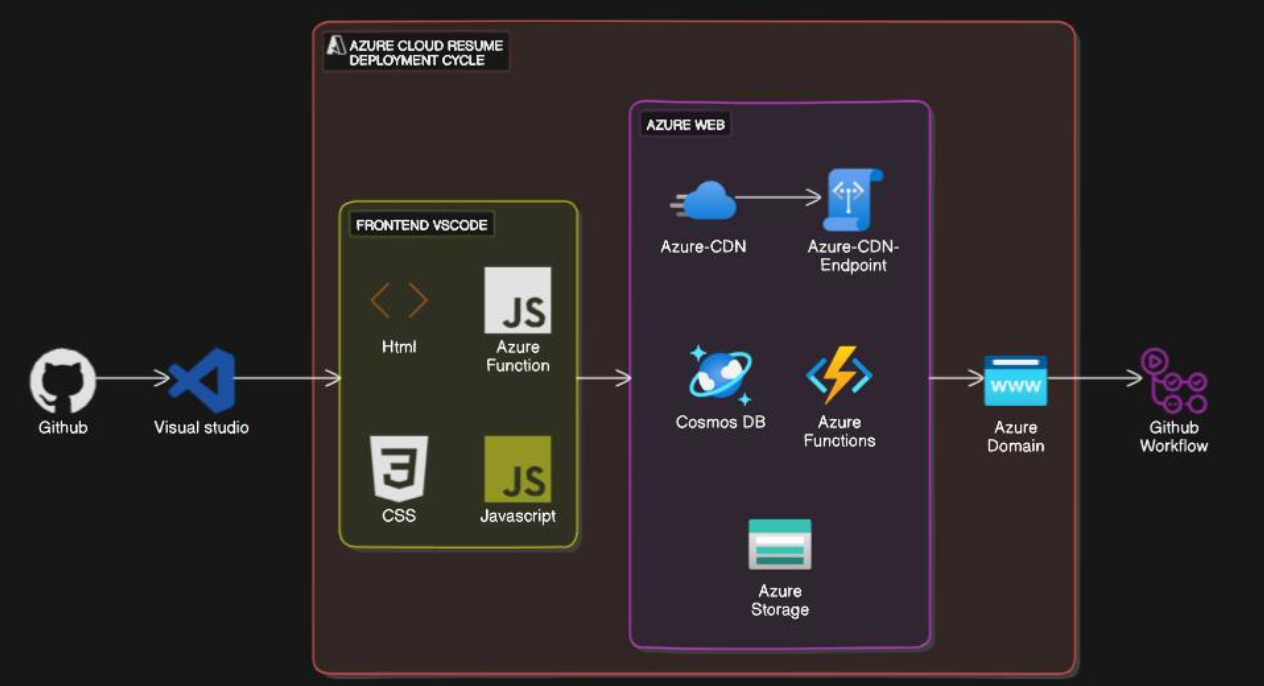 AZURE CLOUD RESUME
DEPLOYMENT CYCLE
AZURE WEB
Azure-CDN
Azure-CDN-
Endpoint
FRONTEND VSCODE
Html
JS
Azure
Function
Github
Visual studio
Cosmos DB
Azure
Functions
WWW
Azure
Domain
Github
Workflow
3
CSS
JS
Javascript
Azure
Storage